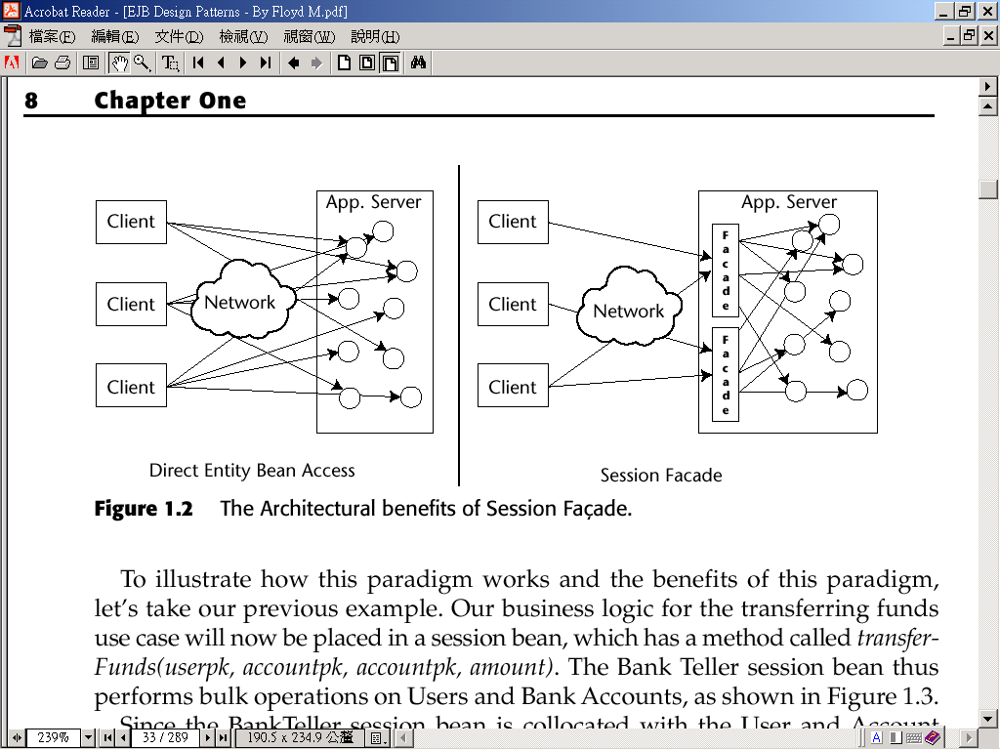 Acrobat Reader - [EJB Design Patterns - By Floyd M.pdf]
檔案(F) 編輯(E) 文件(D) 檢視(V) 視窗(W) 說明(H)
8 Chapter One
App. Server
App. Server
Client
Client
Facade
Client
Network
Client
Network
Facade
Client
Client
Direct Entity Bean Access
Session Facade
Figure 1.2 The Architectural benefits of Session Façade.
To illustrate how this paradigm works and the benefits of this paradigm,
let's take our previous example. Our business logic for the transferring funds
use case will now be placed in a session bean, which has a method called transfer-
Funds(userpk, accountpk, accountpk, amount). The Bank Teller session bean thus
performs bulk operations on Users and Bank Accounts, as shown in Figure 1.3.
Since the BankTeller session bean is collocated with the User and Account
239% 33 / 289 190.5 x 234.9 公釐
A